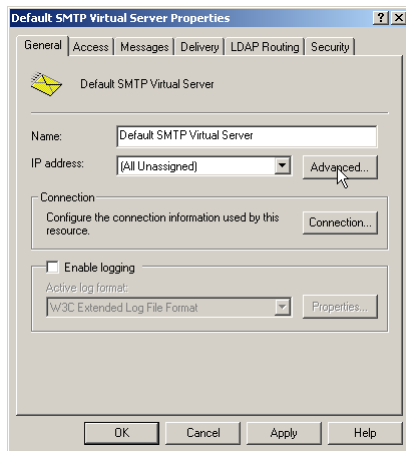 Default SMTP Virtual Server Properties
General Access Messages Delivery LDAP Routing Security
Default SMTP Virtual Server
Name: Default SMTP Virtual Server
IP address: (All Unassigned) Advanced...
Connection
Configure the connection information used by this
resource.
Connection...
Enable logging
Active log format:
W3C Extended Log File Format Properties...
OK Cancel Apply Help